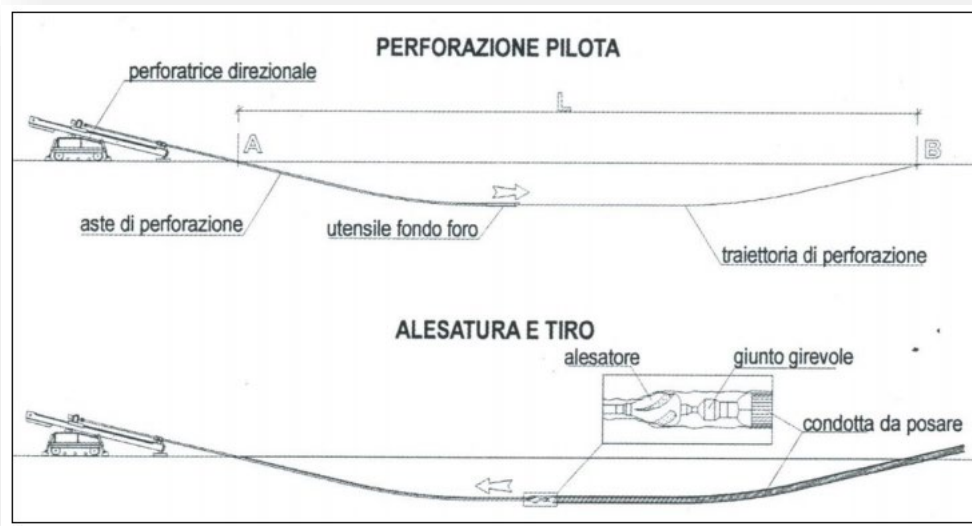 PERFORAZIONE PILOTA
perforatrice direzionale
L
A
B
aste di perforazione
utensile fondo foro
traiettoria di perforazione
ALESATURA E TIRO
alesatore
giunto girevole
condotta da posare